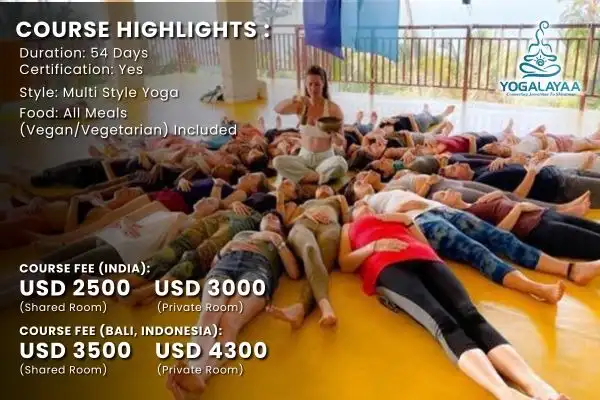 COURSE HIGHLIGHTS :
Duration: 54 Days
Certification: Yes
Style: Multi Style Yoga
Food: All Meals
(Vegan/Vegetarian) Included
YOGALAYAA
COURSE FEE (INDIA):
USD 2500 USD 3000
(Shared Room) (Private Room)
COURSE FEE (BALI, INDONESIA):
USD 3500 USD 4300
(Shared Room) (Private Room)